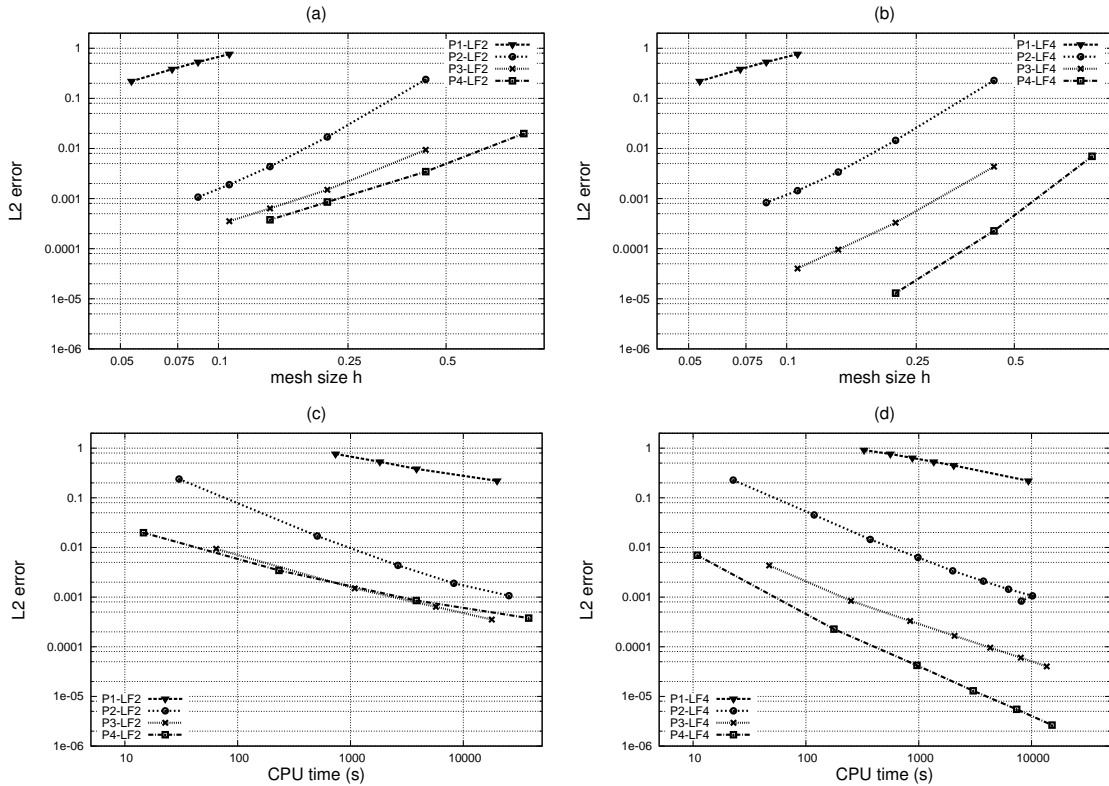 (a)
1
0.1
0.01
0.001
0.0001
1e-05
1e-06
0.05
0.075
0.1
0.25
0.5
L2 error
mesh size h
P1-LF2
P2-LF2
P3-LF2
P4-LF2
(b)
1
0.1
0.01
0.001
0.0001
1e-05
1e-06
0.05
0.075
0.1
0.25
0.5
L2 error
mesh size h
P1-LF4
P2-LF4
P3-LF4
P4-LF4
(c)
1
0.1
0.01
0.001
0.0001
1e-05
1e-06
10
100
1000
10000
L2 error
CPU time (s)
P1-LF2
P2-LF2
P3-LF2
P4-LF2
(d)
1
0.1
0.01
0.001
0.0001
1e-05
1e-06
10
100
1000
10000
L2 error
CPU time (s)
P1-LF4
P2-LF4
P3-LF4
P4-LF4